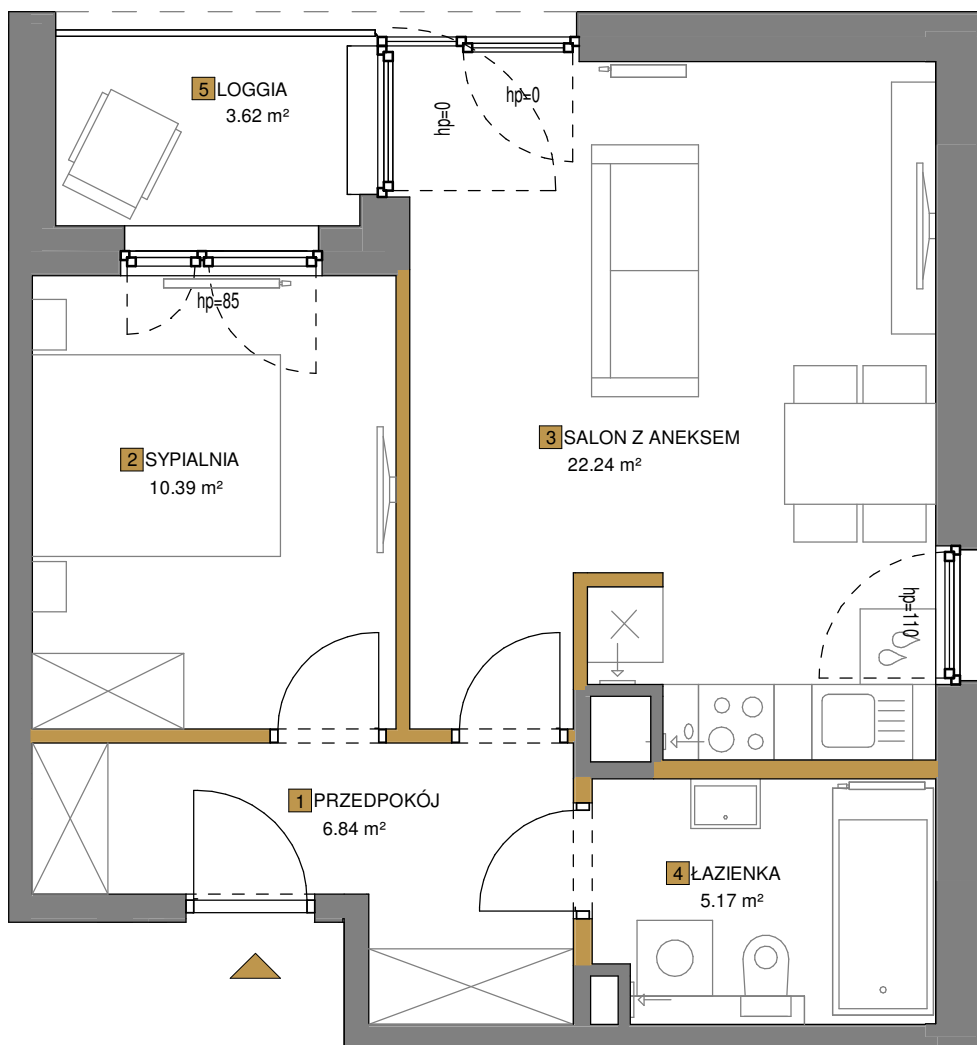 5 LOGGIA
3.62 m²
hp=0
hp=0
hp=85
2 SYPIALNIA
10.39 m²
3 SALON Z ANEKSEM
22.24 m²
hp=110
1 PRZEDPOKÓJ
6.84 m²
4 ŁAZIENKA
5.17 m²